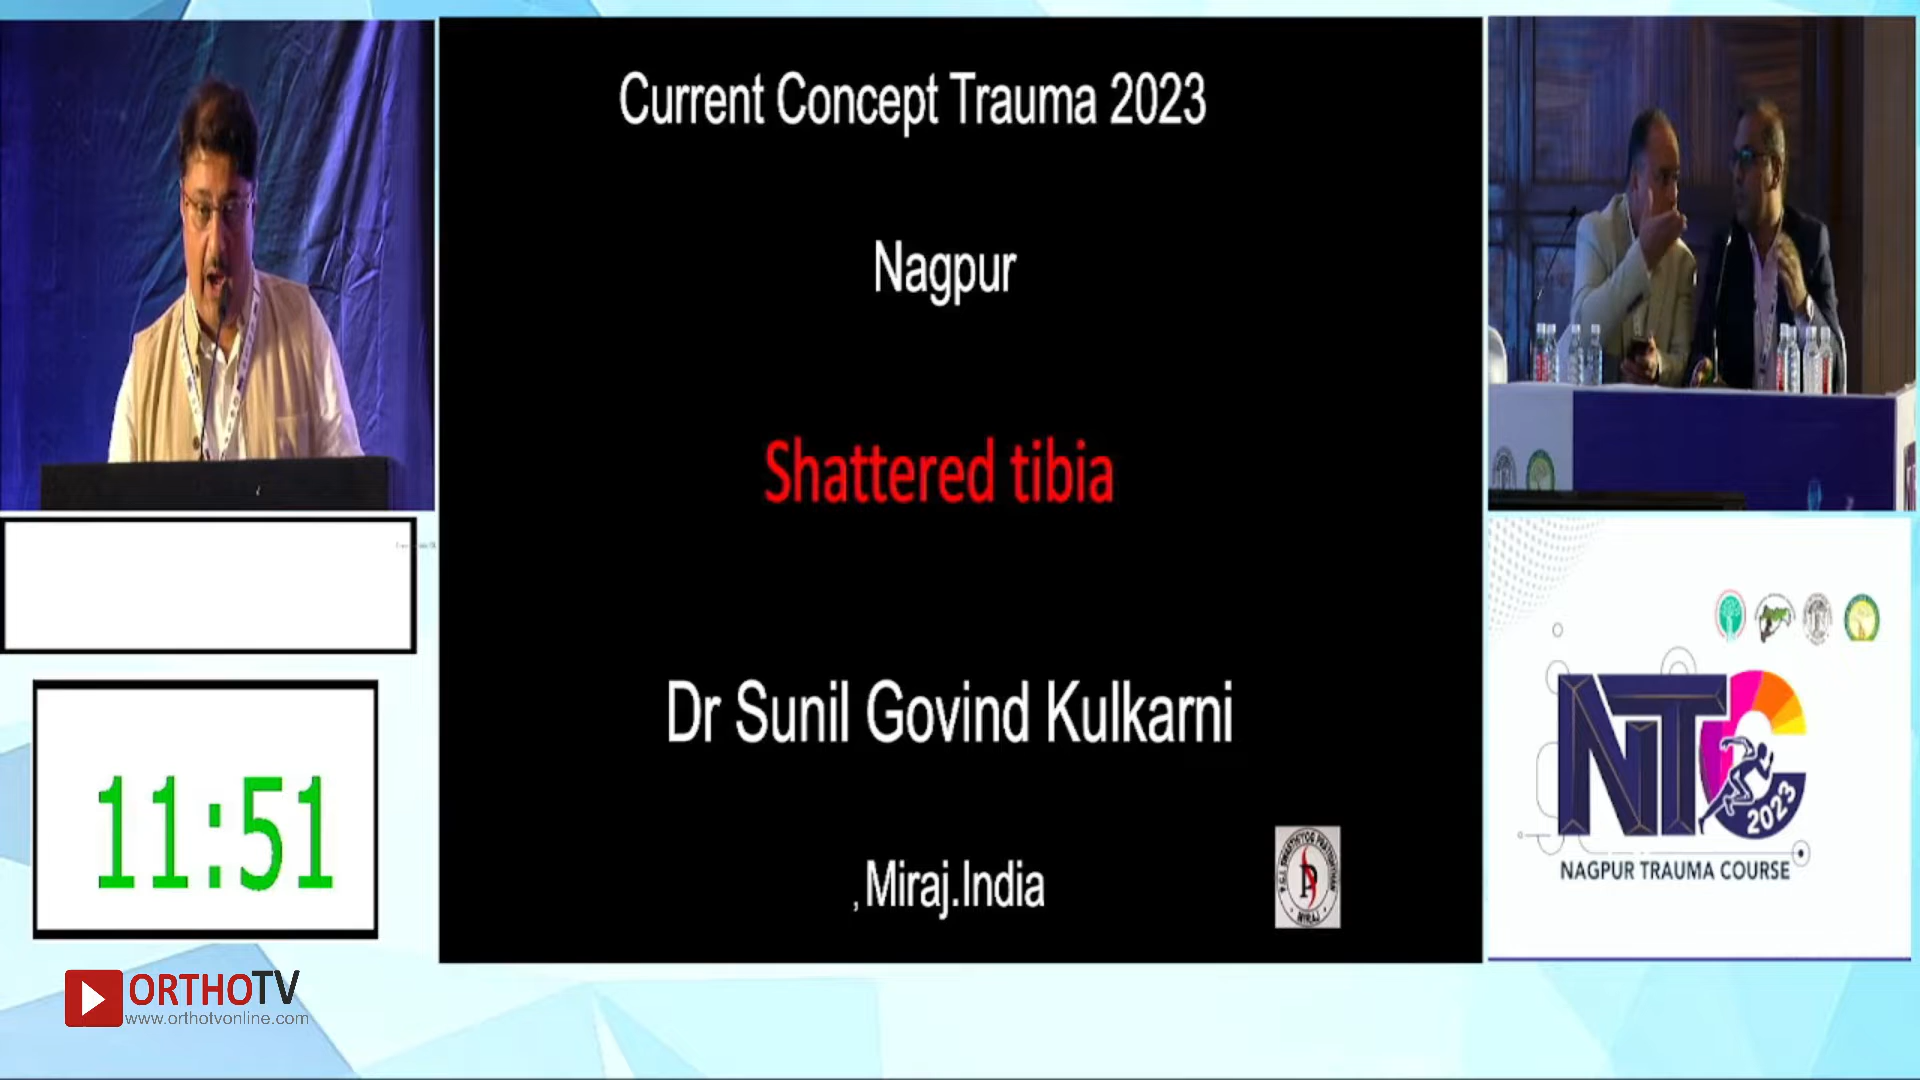 Current Concept Trauma 2023
Nagpur
Shattered tibia
Dr Sunil Govind Kulkarni
,Miraj.India
MIRAJ
11:51
ORTHOTV
www.orthotvonline.com
NTC
2023
NAGPUR TRAUMA COURSE